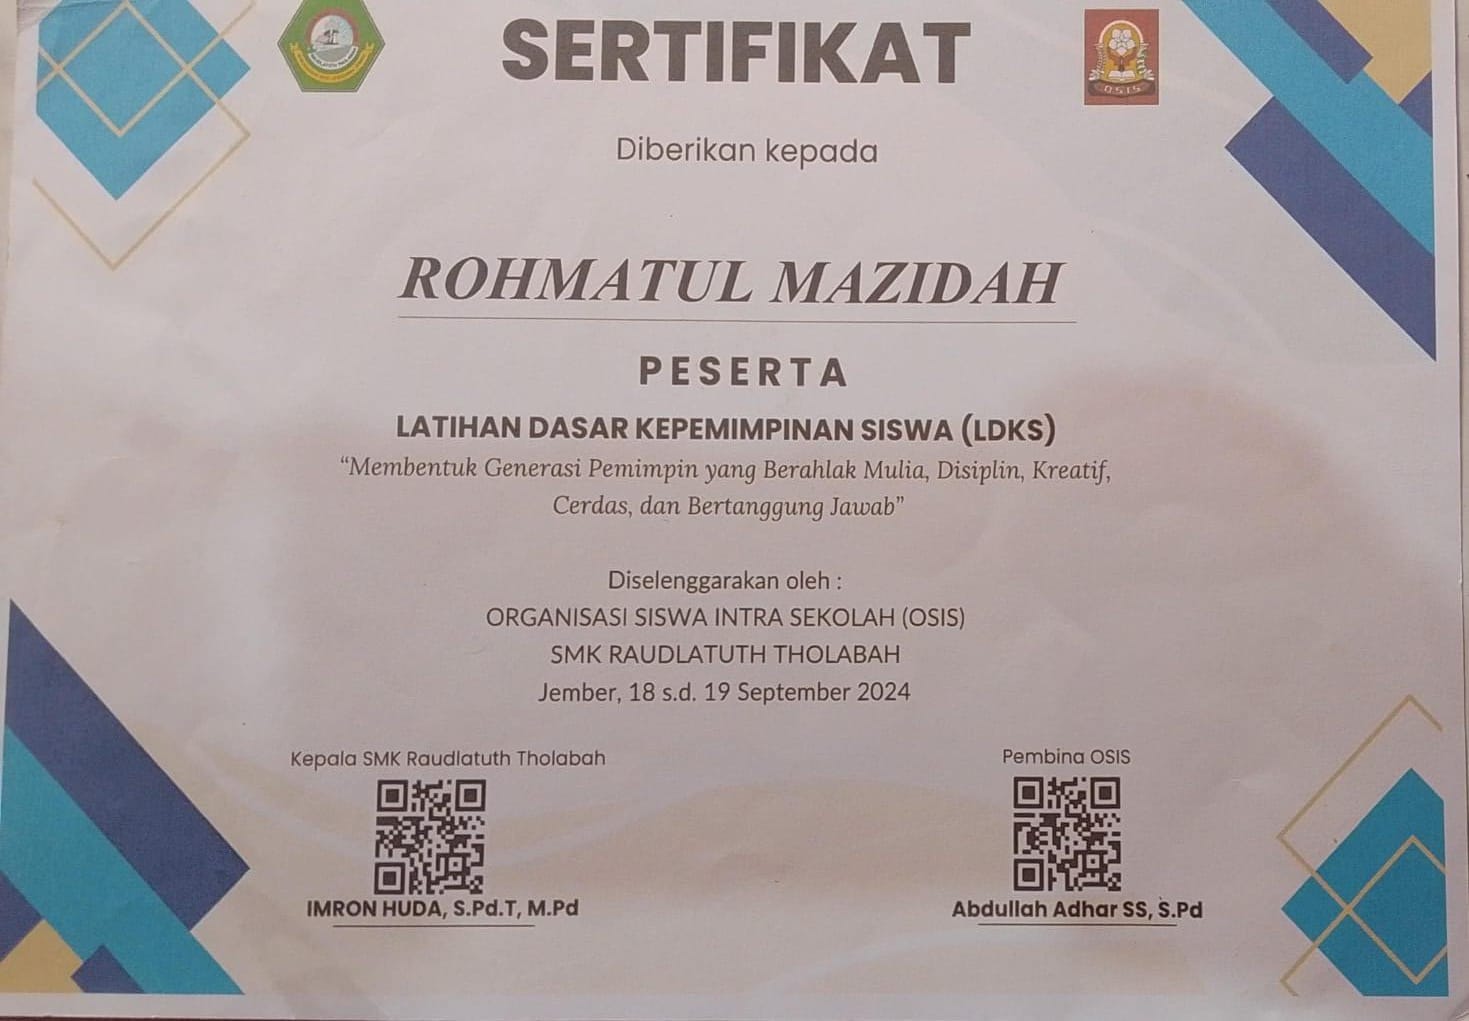 SERTIFIKAT
O.S.I.S
Diberikan kepada
ROHMATUL MAZIDAH
PESERTA
LATIHAN DASAR KEPEMIMPINAN SISWA (LDKS)
“Membentuk Generasi Pemimpin yang Berahlak Mulia, Disiplin, Kreatif,
Cerdas, dan Bertanggung Jawab”
Diselenggarakan oleh :
ORGANISASI SISWA INTRA SEKOLAH (OSIS)
SMK RAUDLATUTH THOLABAH
Jember, 18 s.d. 19 September 2024
Kepala SMK Raudlatuth Tholabah
Pembina OSIS
IMRON HUDA, S.Pd.T, M.Pd
Abdullah Adhar SS, S.Pd